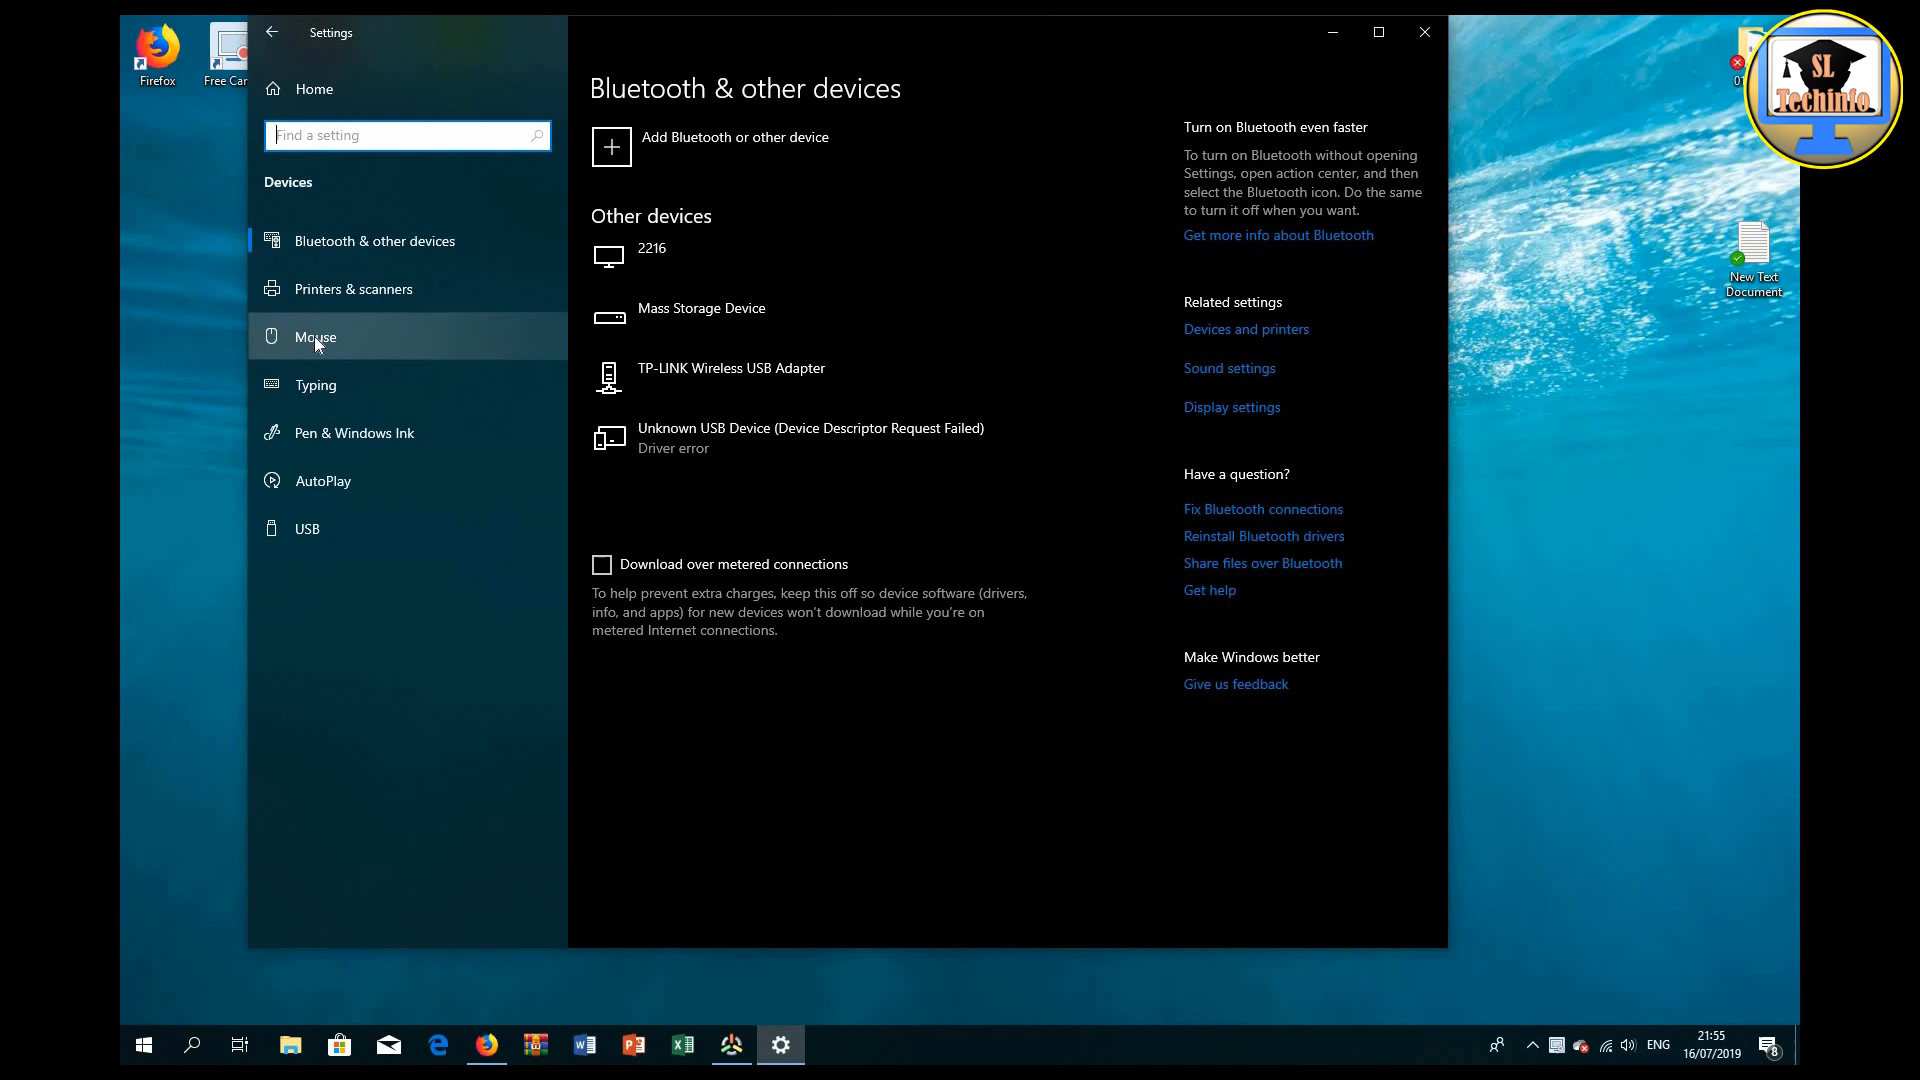 Settings
Home
Find a setting
Devices
Bluetooth & other devices
Printers & scanners
Mouse
Typing
Pen & Windows Ink
AutoPlay
USB
Bluetooth & other devices
Add Bluetooth or other device
Other devices
2216
Mass Storage Device
TP-LINK Wireless USB Adapter
Unknown USB Device (Device Descriptor Request Failed)
Driver error
Download over metered connections
To help prevent extra charges, keep this off so device software (drivers,
info, and apps) for new devices won't download while you're on
metered Internet connections.
Turn on Bluetooth even faster
To turn on Bluetooth without opening
Settings, open action center, and then
select the Bluetooth icon. Do the same
to turn it off when you want.
Get more info about Bluetooth
Related settings
Devices and printers
Sound settings
Display settings
Have a question?
Fix Bluetooth connections
Reinstall Bluetooth drivers
Share files over Bluetooth
Get help
Make Windows better
Give us feedback
Firefox
Free Car
SL
Techinfo
New Text
Document
ENG
21:55
16/07/2019
8